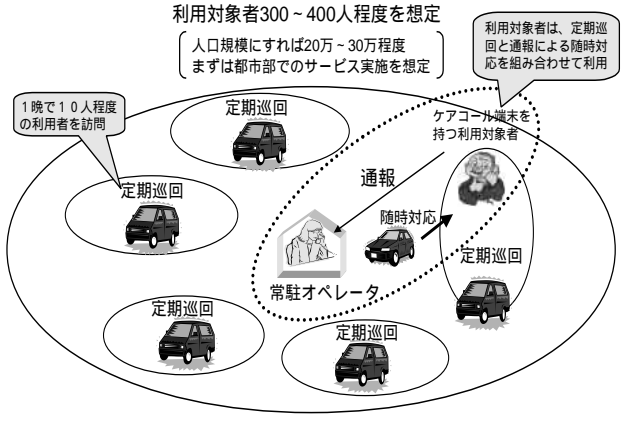 利用対象者300~400人程度を想定
人口規模にすれば20万~30万程度
まずは都市部でのサービス実施を想定
利用対象者は、定期巡
回と通報による随時対
応を組み合わせて利用
1晩で10人程度
の利用者を訪問
定期巡回
ケアコール端末を
持つ利用対象者
通報
定期巡回
随時対応
定期巡回
常駐オペレータ
定期巡回
定期巡回